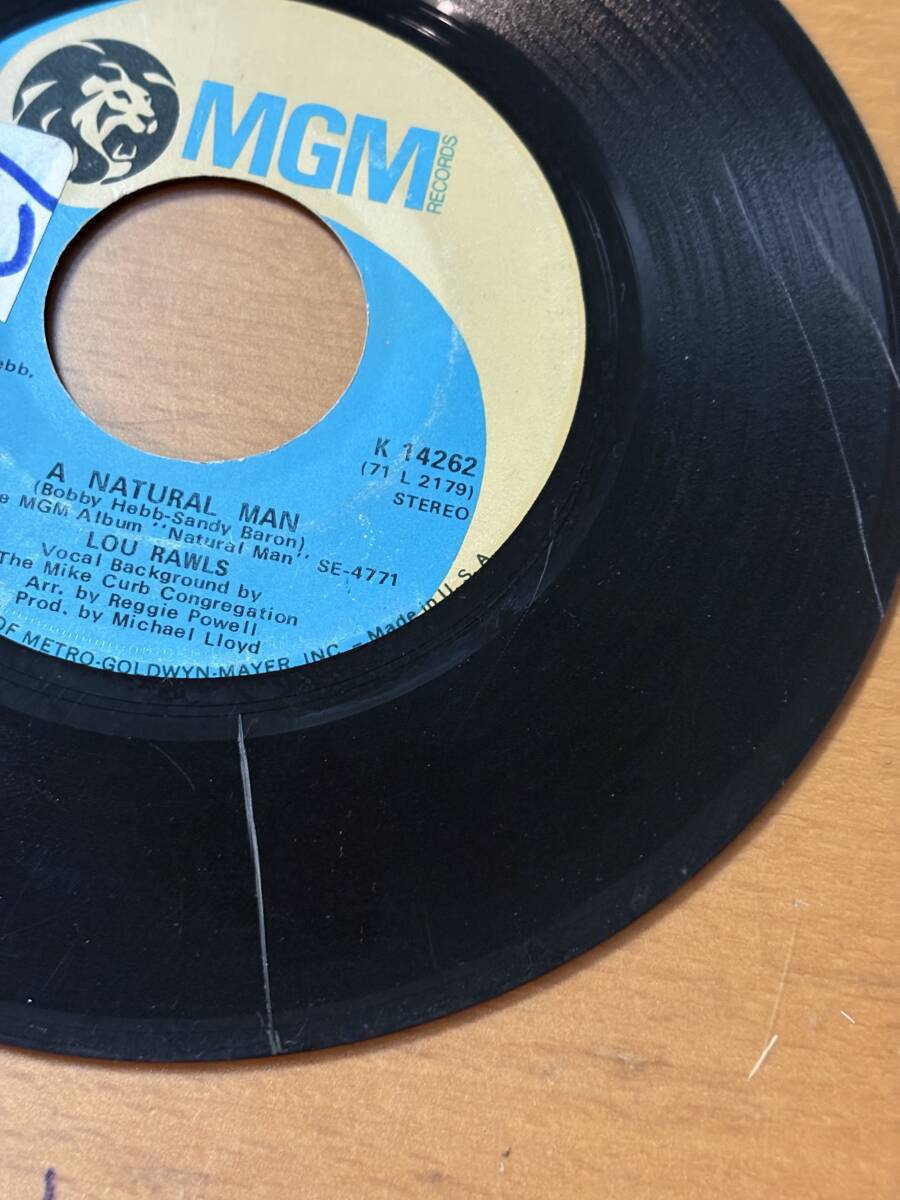 MGM
RECORDS
ebb,
K 14262
(71 L 2179)
STEREO
A NATURAL MAN
(Bobby Hebb-Sandy Baron)
MGM Album "Natural Man"
SE-4771
LOU RAWLS
Vocal Background by
The Mike Curb Congregation
Arr. by Reggie Powell
Prod. by Michael Lloyd
OF METRO-GOLDWYN-MAYER INC. – Made in U.S.A.